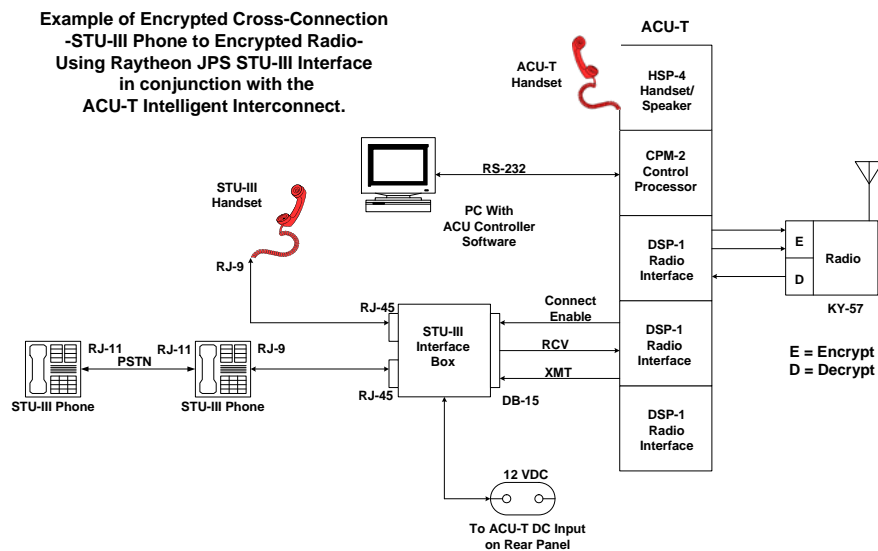 Example of Encrypted Cross-Connection
-STU-III Phone to Encrypted Radio-
Using Raytheon JPS STU-III Interface
in conjunction with the
ACU-T Intelligent Interconnect.
ACU-T
ACU-T
Handset
HSP-4
Handset/
Speaker
CPM-2
Control
Processor
RS-232
PC With
ACU Controller
Software
STU-III
Handset
RJ-9
DSP-1
Radio
Interface
E
D
Radio
KY-57
E = Encrypt
D = Decrypt
RJ-45
STU-III
Interface
Box
RJ-45
DB-15
Connect
Enable
RCV
XMT
DSP-1
Radio
Interface
RJ-11
PSTN
RJ-11
RJ-9
STU-III Phone
STU-III Phone
DSP-1
Radio
Interface
12 VDC
To ACU-T DC Input
on Rear Panel